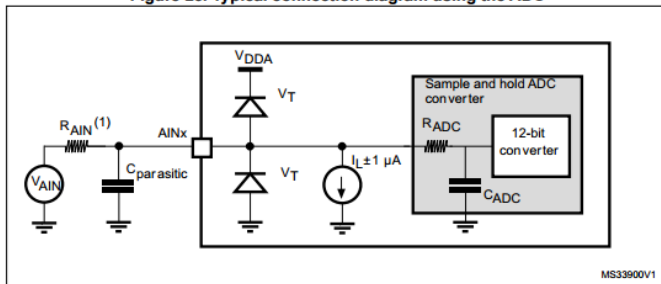 Figure 28. Typical connection diagram using the ADC
VDDA
Sample and hold ADC
converter
VT
RAIN(1)
AINx
RADC
12-bit
converter
IL±1 µA
VAIN
Cparasitic
VT
CADC
MS33900V1